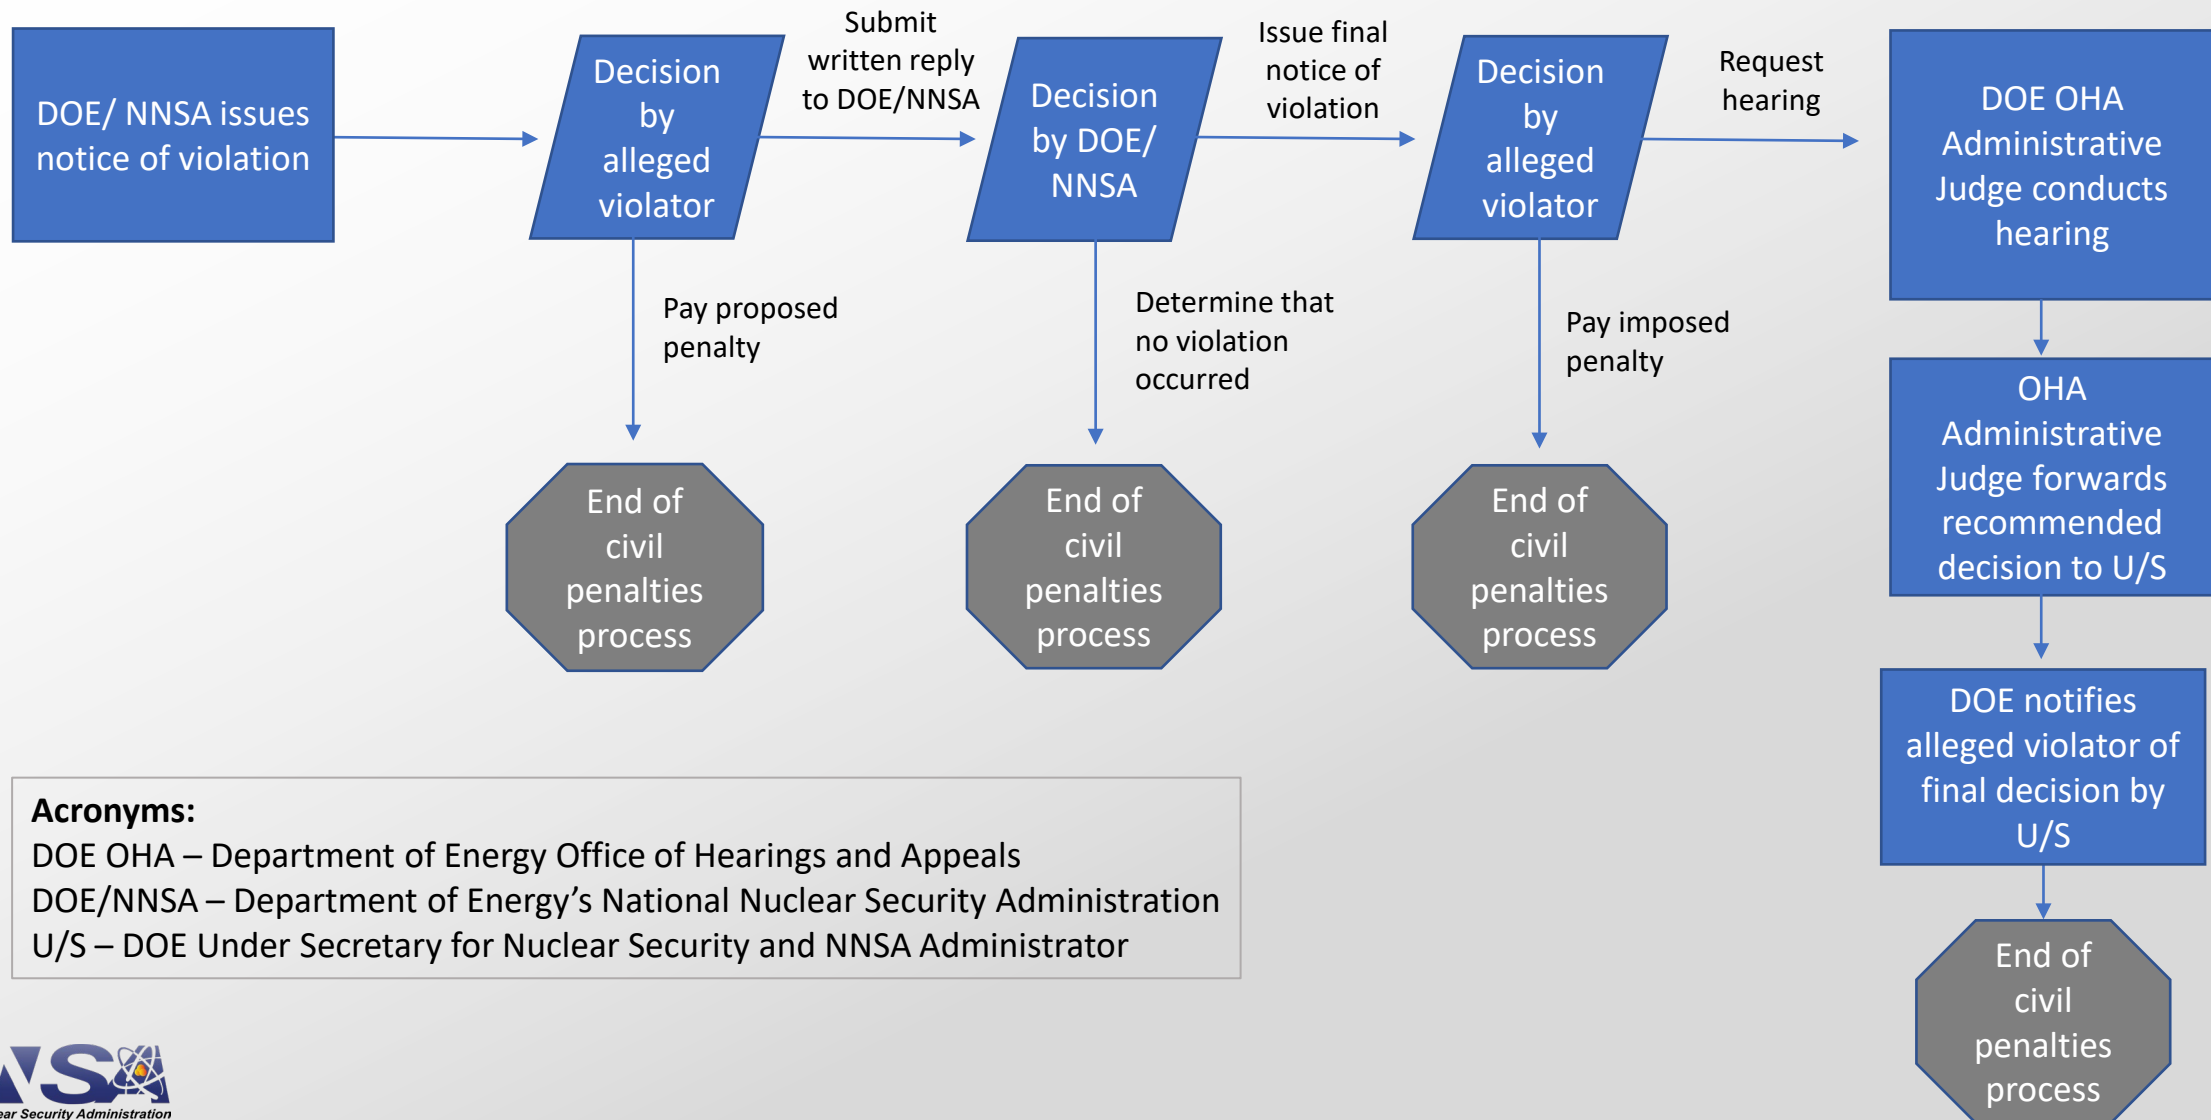 DOE/ NNSA issues
notice of violation
Decision
by
alleged
violator
Submit
written reply
to DOE/NNSA
Decision
by DOE/
NNSA
Issue final
notice of
violation
Decision
by
alleged
violator
Request
hearing
DOE OHA
Administrative
Judge conducts
hearing
Pay proposed
penalty
Determine that
no violation
occurred
Pay imposed
penalty
OHA
Administrative
Judge forwards
recommended
decision to U/S
End of
civil
penalties
process
End of
civil
penalties
process
End of
civil
penalties
process
DOE notifies
alleged violator of
final decision by
U/S
End of
civil
penalties
process
Acronyms:
DOE OHA – Department of Energy Office of Hearings and Appeals
DOE/NNSA – Department of Energy’s National Nuclear Security Administration
U/S – DOE Under Secretary for Nuclear Security and NNSA Administrator
Security Administration